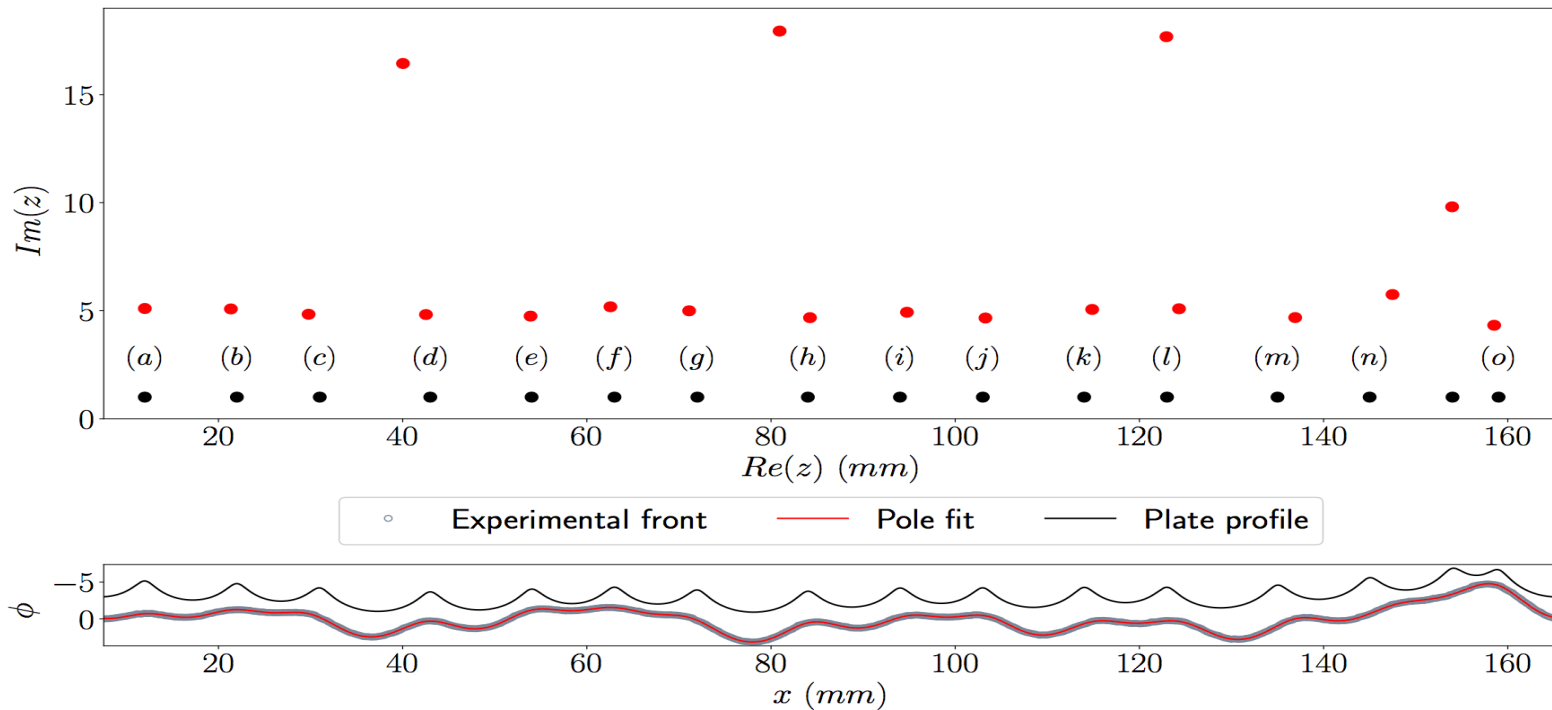 15
10
5
0
Im(z)
(a) (b) (c) (d) (e) (f) (g) (h) (i) (j) (k) (l) (m) (n) (o)
20 40 60 80 100 120 140 160
Re(z) (mm)
Experimental front Pole fit Plate profile
−5
0
ϕ
20 40 60 80 100 120 140 160
x (mm)